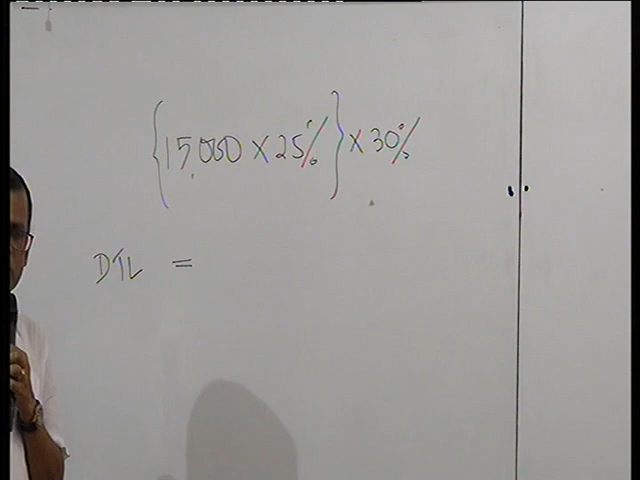 {15,000 x 25%} x 30%
DTL =